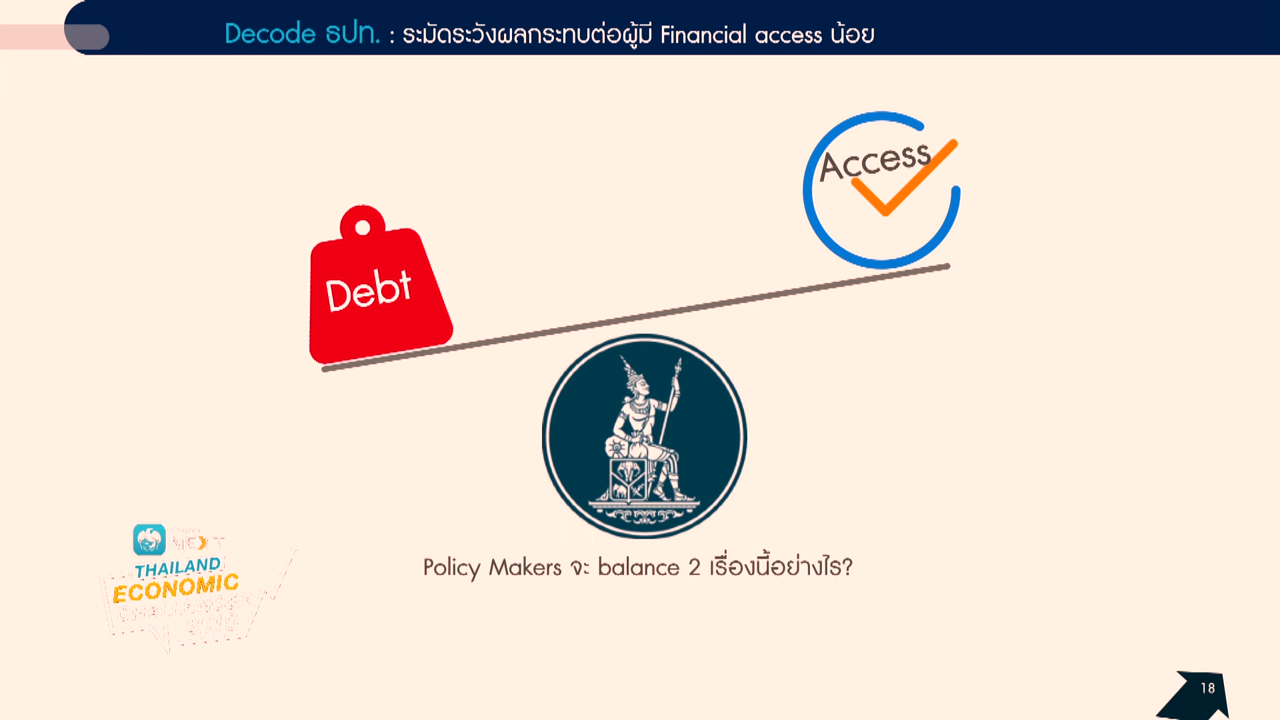 Decode ธปท. : ระมัดระวังผลกระทบต่อผู้มี Financial access น้อย
Access
Debt
Policy Makers จะ balance 2 เรื่องนี้อย่างไร?
NEXT
THAILAND
ECONOMIC
CHALLENGE
18